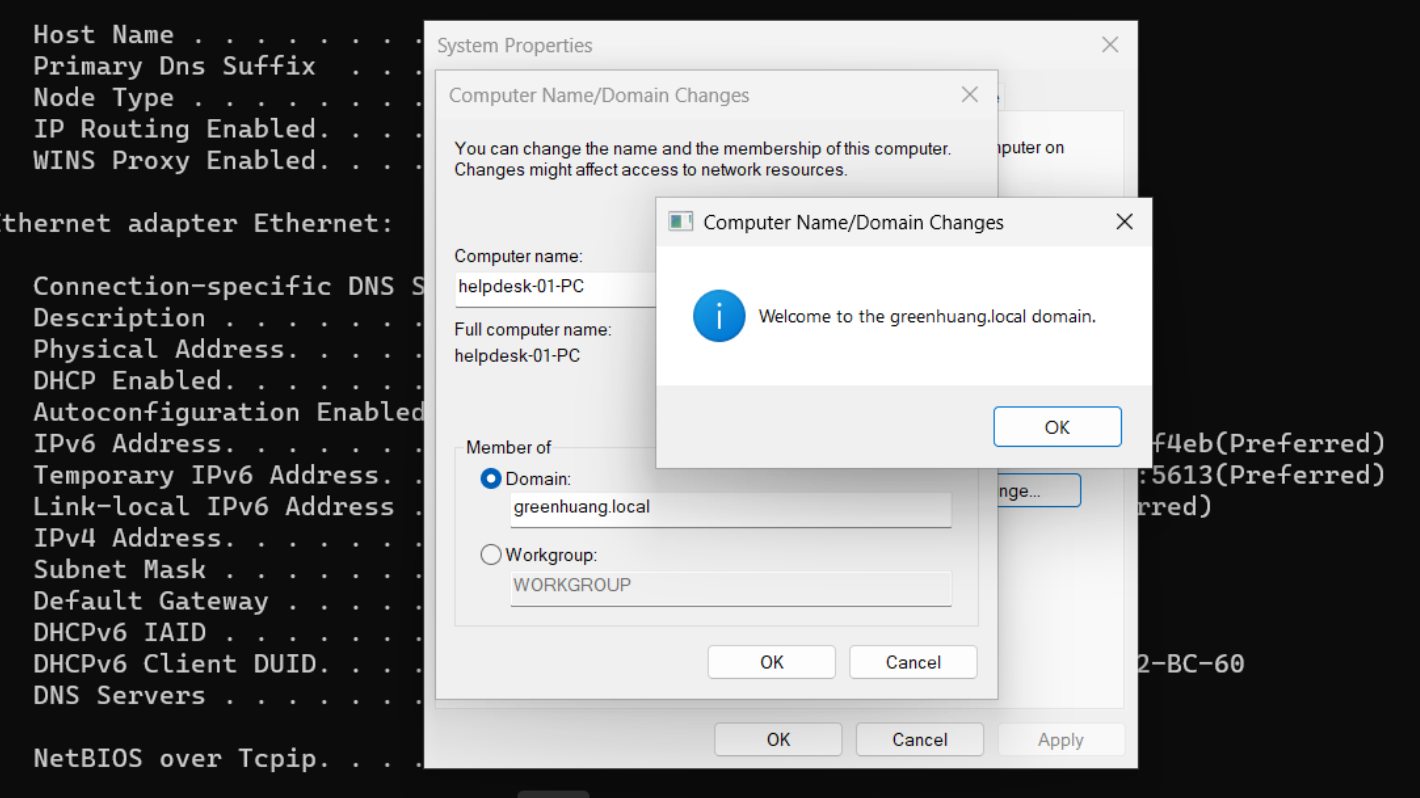 Host Name . . . . . . . .
Primary Dns Suffix  . . .
Node Type . . . . . . . .
IP Routing Enabled. . . .
WINS Proxy Enabled. . . .
thernet adapter Ethernet:
Connection-specific DNS S
Description . . . . . . .
Physical Address. . . . .
DHCP Enabled. . . . . . .
Autoconfiguration Enabled
IPv6 Address. . . . . . .
f4eb(Preferred)
Temporary IPv6 Address. .
:5613(Preferred)
Link-local IPv6 Address .
rred)
IPv4 Address. . . . . . .
Subnet Mask . . . . . . .
Default Gateway . . . . .
DHCPv6 IAID . . . . . . .
DHCPv6 Client DUID. . . .
2-BC-60
DNS Servers . . . . . . .
NetBIOS over Tcpip. . . .
System Properties
puter on
nge...
OK
Cancel
Apply
Computer Name/Domain Changes
You can change the name and the membership of this computer.
Changes might affect access to network resources.
Computer name:
helpdesk-01-PC
Full computer name:
helpdesk-01-PC
Member of
Domain:
greenhuang.local
Workgroup:
WORKGROUP
OK
Cancel
Computer Name/Domain Changes
Welcome to the greenhuang.local domain.
OK